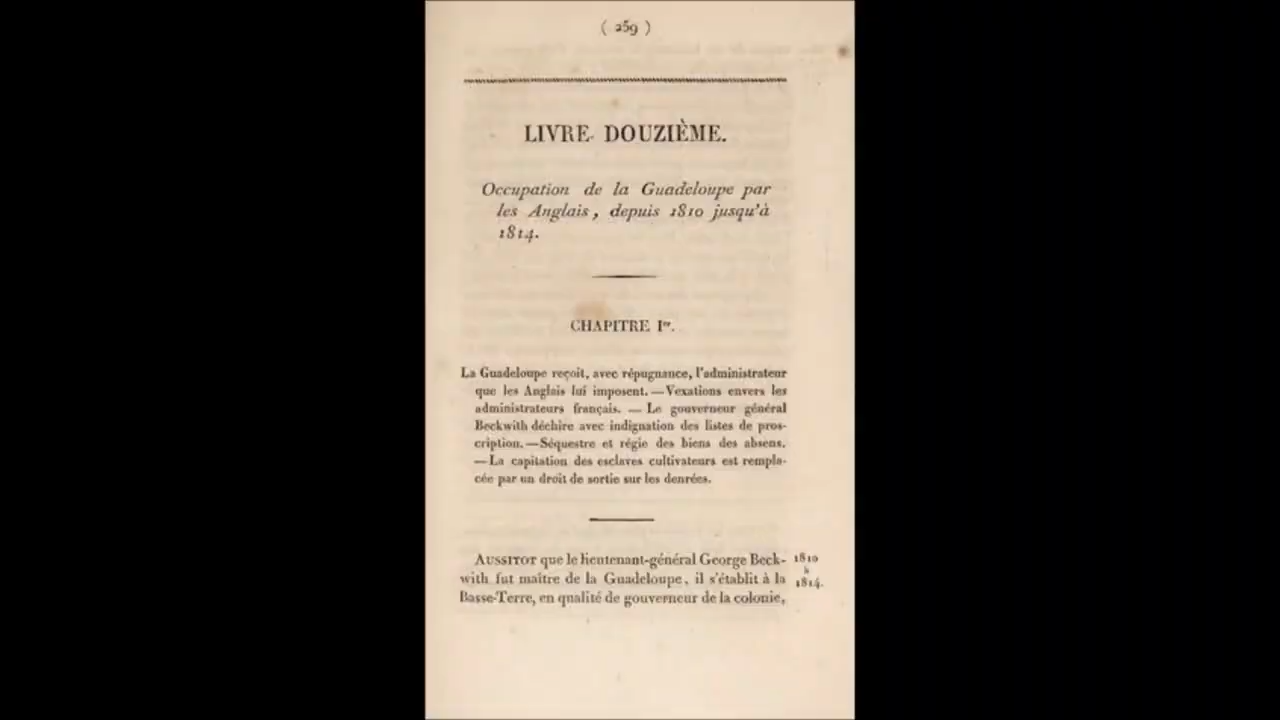 ( 259 )
LIVRE DOUZIÈME.
Occupation de la Guadeloupe par
les Anglais, depuis 1810 jusqu'à
1814.
CHAPITRE Ier.
La Guadeloupe reçoit, avec répugnance, l'administrateur
que les Anglais lui imposent. — Vexations envers les
administrateurs français. — Le gouverneur général
Beckwith déchire avec indignation des listes de pros-
cription. — Séquestre et régie des biens des absens.
— La capitation des esclaves cultivateurs est rempla-
cée par un droit de sortie sur les denrées.
AUSSITOT que le lieutenant-général George Beck-
with fut maître de la Guadeloupe, il s'établit à la
Basse-Terre, en qualité de gouverneur de la colonie,
1810
à
1814.